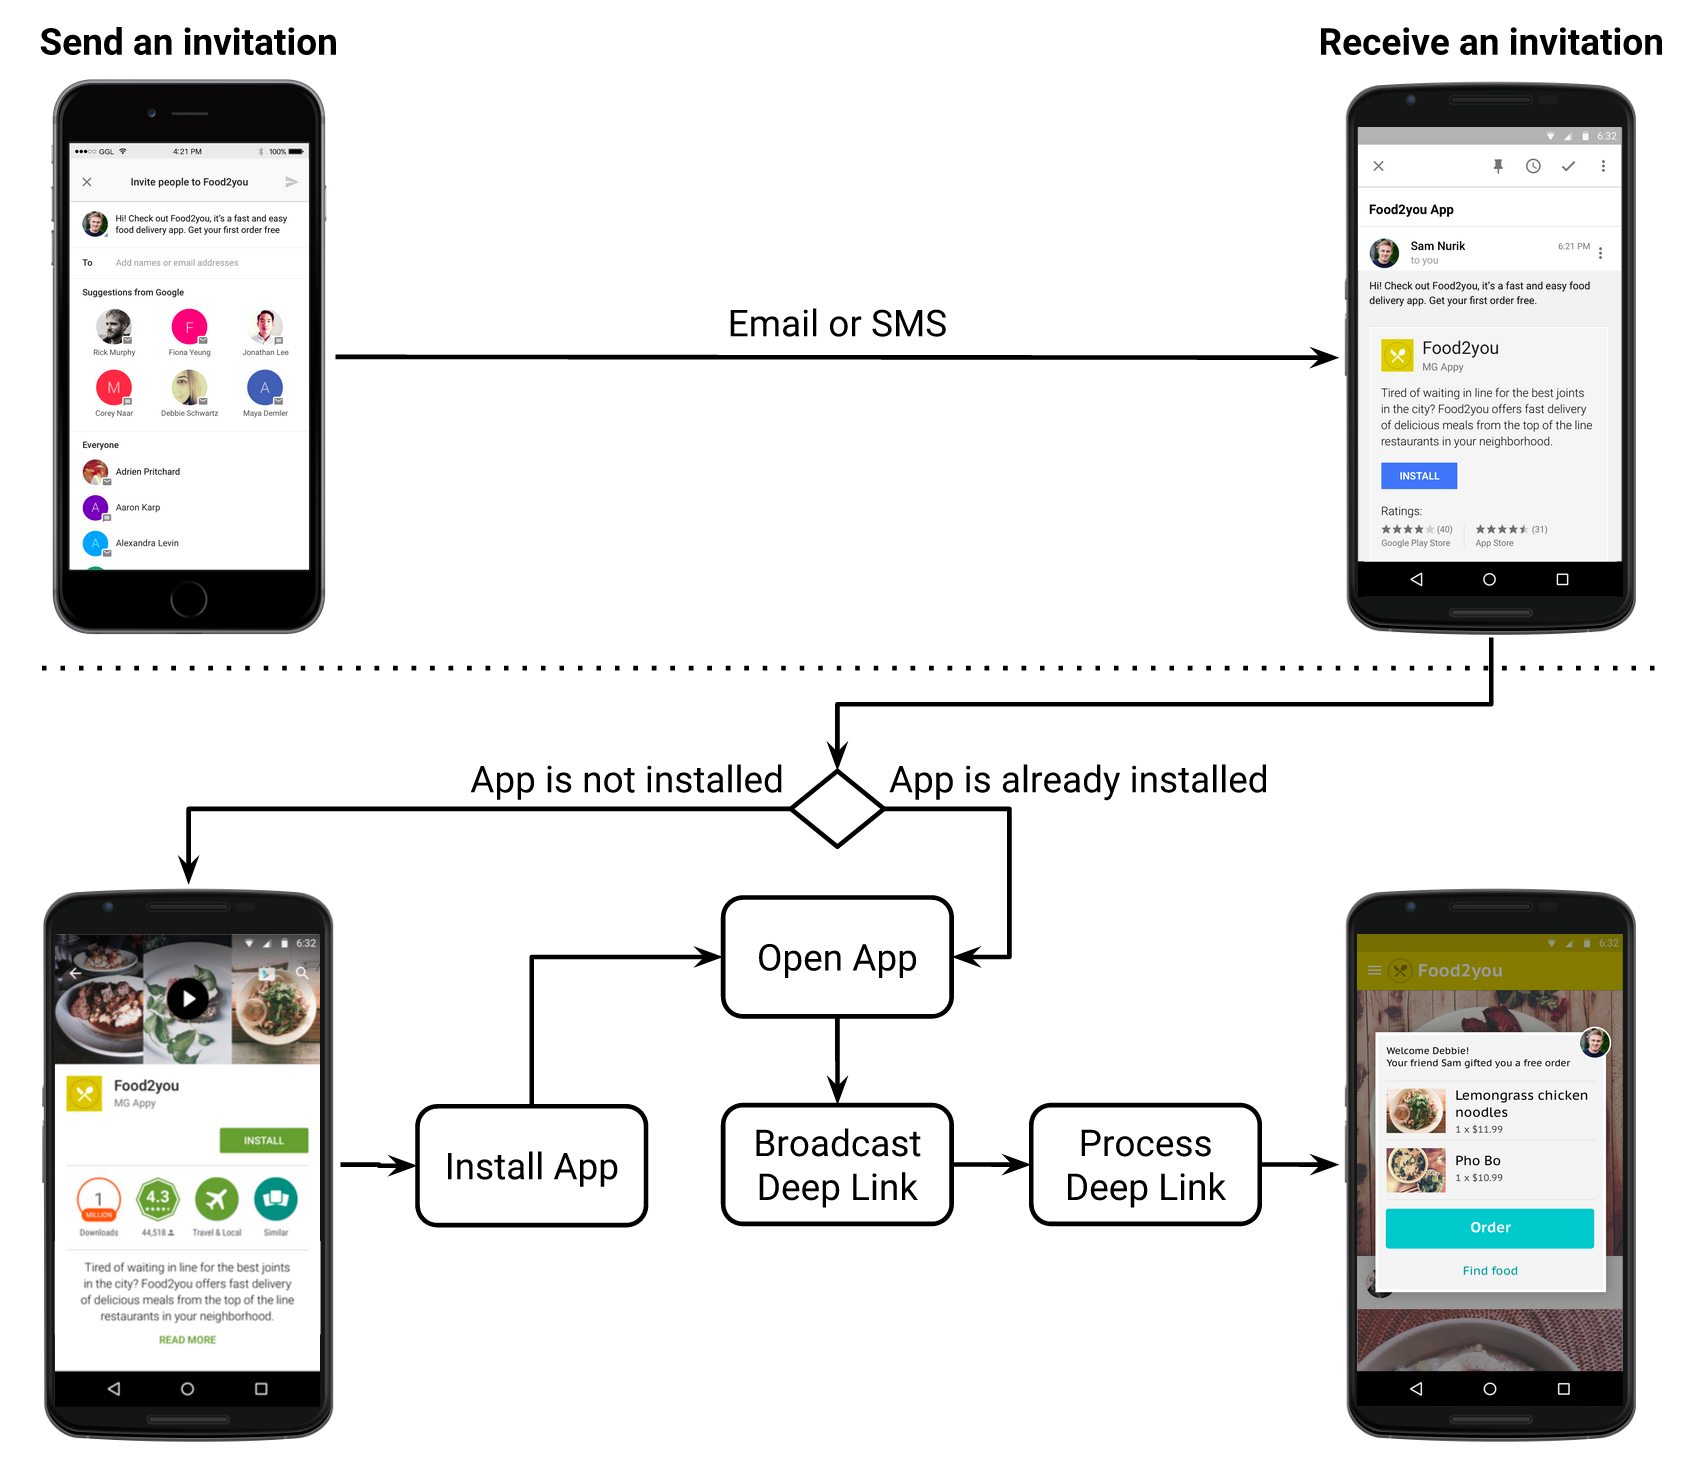 Send an invitation
Receive an invitation
GGL
4:21 PM
100%
Invite people to Food2you
Hi! Check out Food2you, it's a fast and easy
food delivery app. Get your first order free
To
Add names or email addresses
Suggestions from Google
F
Rick Murphy
Fiona Yeung
Jonathan Lee
M
A
Corey Naar
Debbie Schwartz
Maya Demler
Everyone
Adrien Pritchard
A
Aaron Karp
A
Alexandra Levin
Email or SMS
6:32
Food2you App
Sam Nurik
6:21 PM
to you
Hi! Check out Food2you, it's a fast and easy food
delivery app. Get your first order free.
Food2you
MG Appy
Tired of waiting in line for the best joints
in the city? Food2you offers fast delivery
of delicious meals from the top of the line
restaurants in your neighborhood.
INSTALL
Ratings:
(40)
(31)
Google Play Store
App Store
App is not installed
App is already installed
6:32
Food2you
MG Appy
INSTALL
1
MILLION
4.3
Downloads
44,518
Travel & Local
Similar
Tired of waiting in line for the best joints
in the city? Food2you offers fast delivery
of delicious meals from the top of the line
restaurants in your neighborhood.
READ MORE
Install App
Open App
Broadcast
Deep Link
Process
Deep Link
6:32
Food2you
Welcome Debbie!
Your friend Sam gifted you a free order
Lemongrass chicken
noodles
1 x $11.99
Pho Bo
1 x $10.99
Order
Find food